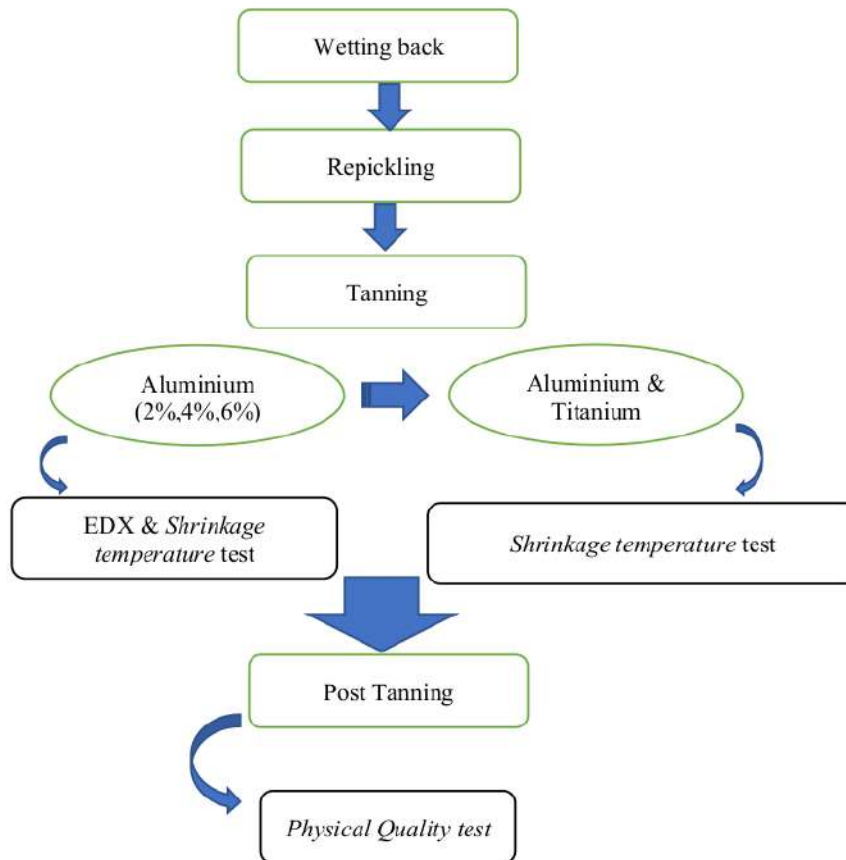 Wetting back
Repickling
Tanning
Aluminium
(2%,4%,6%)
Aluminium &
Titanium
EDX & Shrinkage
temperature test
Shrinkage temperature test
Post Tanning
Physical Quality test